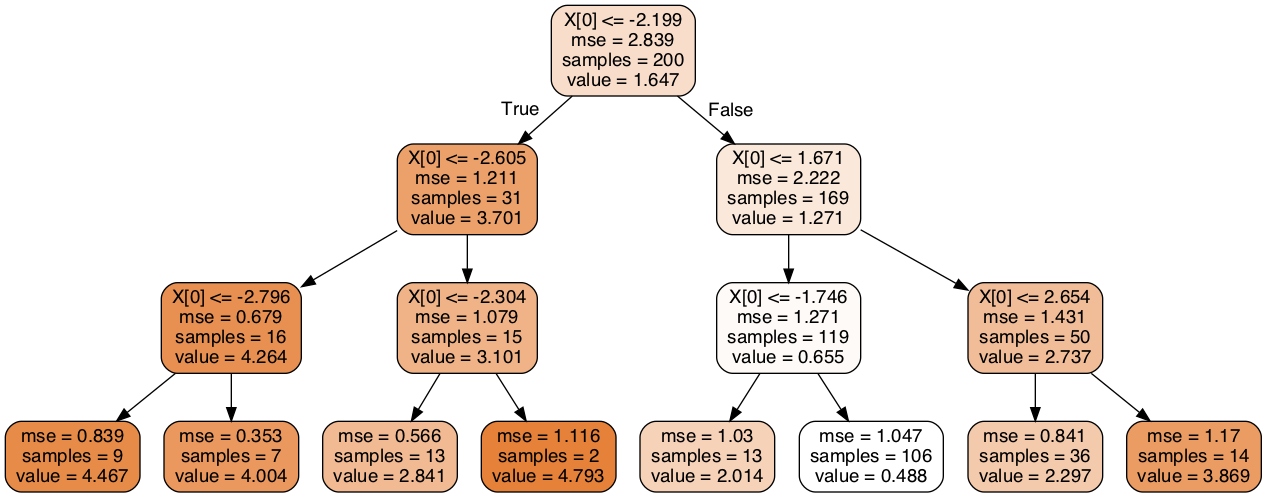 X[0] <= -2.199
mse = 2.839
samples = 200
value = 1.647
True
False
X[0] <= -2.605
mse = 1.211
samples = 31
value = 3.701
X[0] <= 1.671
mse = 2.222
samples = 169
value = 1.271
X[0] <= -2.796
mse = 0.679
samples = 16
value = 4.264
X[0] <= -2.304
mse = 1.079
samples = 15
value = 3.101
X[0] <= -1.746
mse = 1.271
samples = 119
value = 0.655
X[0] <= 2.654
mse = 1.431
samples = 50
value = 2.737
mse = 0.839
samples = 9
value = 4.467
mse = 0.353
samples = 7
value = 4.004
mse = 0.566
samples = 13
value = 2.841
mse = 1.116
samples = 2
value = 4.793
mse = 1.03
samples = 13
value = 2.014
mse = 1.047
samples = 106
value = 0.488
mse = 0.841
samples = 36
value = 2.297
mse = 1.17
samples = 14
value = 3.869